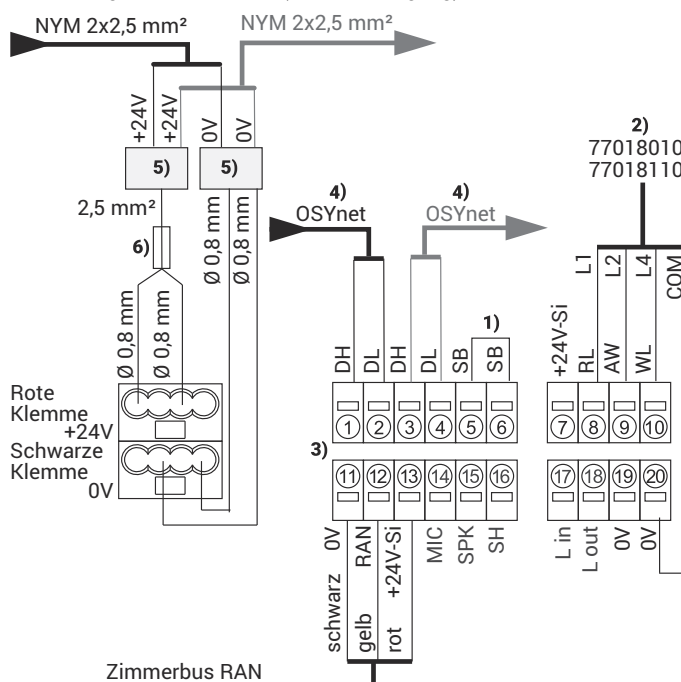 NYM 2x2,5 mm²
NYM 2x2,5 mm²
+24V
+24V
0V
0V
5)
5)
2,5 mm²
6)
Ø 0,8 mm
Ø 0,8 mm
Ø 0,8 mm
Ø 0,8 mm
Rote
Klemme
+24V
Schwarze
Klemme
0V
4)
OSYnet
4)
OSYnet
1)
DH
DL
DH
DL
SB
SB
1
2
3
4
5
6
3)
11
12
13
14
15
16
0V
RAN
+24V-Si
MIC
SPK
SH
schwarz
gelb
rot
Zimmerbus RAN
2)
77018010
77018110
L1
L2
L4
COM
+24V-Si
RL
AW
WL
7
8
9
10
17
18
19
20
L in
L out
0V
0V